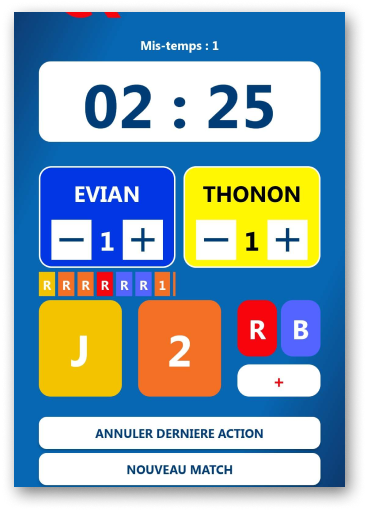 Mis-temps : 1
02 : 25
EVIAN
THONON
− 1 +
− 1 +
R R R R R R 1
J
2
R B
+
ANNULER DERNIERE ACTION
NOUVEAU MATCH